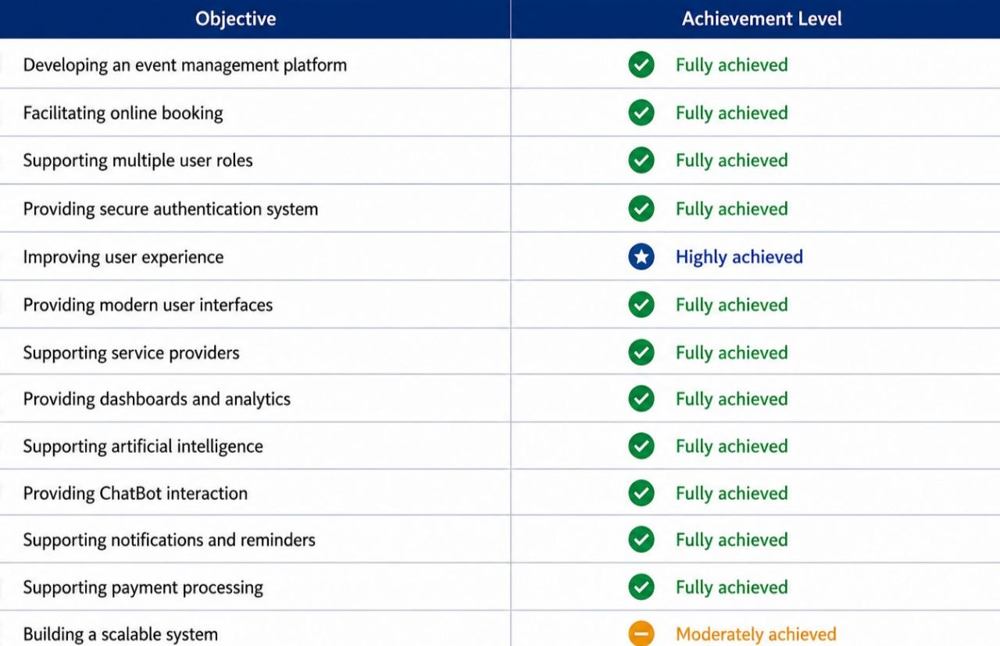 Objective Achievement Level
Developing an event management platform Fully achieved
Facilitating online booking Fully achieved
Supporting multiple user roles Fully achieved
Providing secure authentication system Fully achieved
Improving user experience Highly achieved
Providing modern user interfaces Fully achieved
Supporting service providers Fully achieved
Providing dashboards and analytics Fully achieved
Supporting artificial intelligence Fully achieved
Providing ChatBot interaction Fully achieved
Supporting notifications and reminders Fully achieved
Supporting payment processing Fully achieved
Building a scalable system Moderately achieved